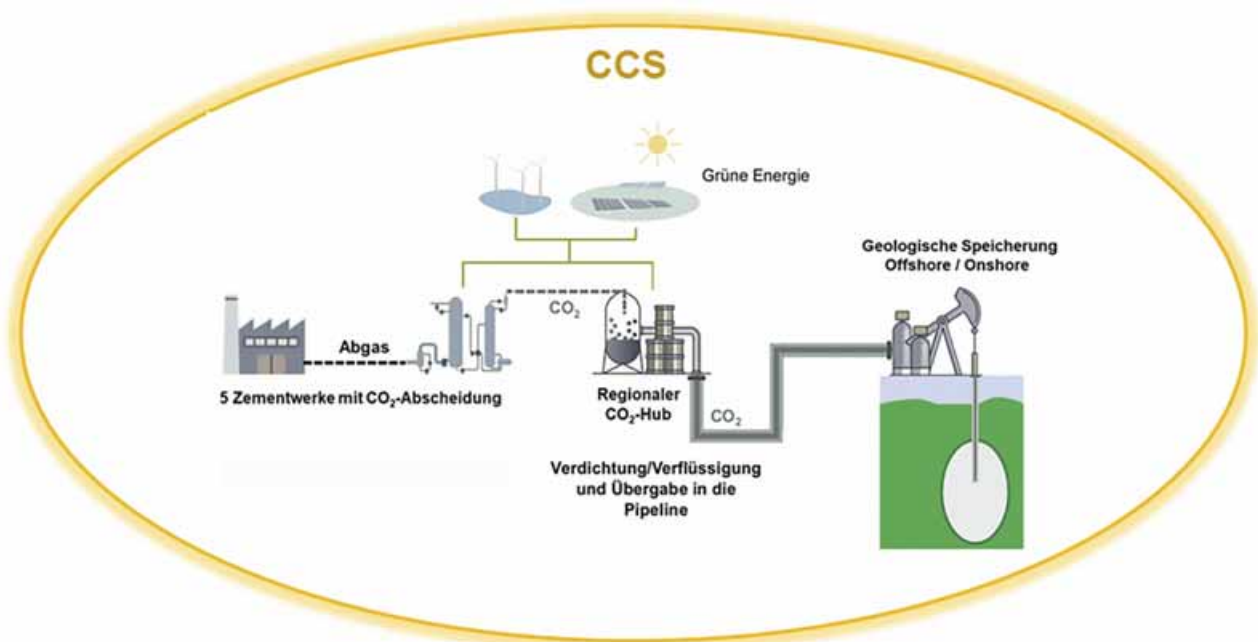 CCS
Grüne Energie
Geologische Speicherung
Offshore / Onshore
CO₂
Abgas
5 Zementwerke mit CO₂-Abscheidung
Regionaler
CO₂-Hub
CO₂
Verdichtung/Verflüssigung
und Übergabe in die
Pipeline